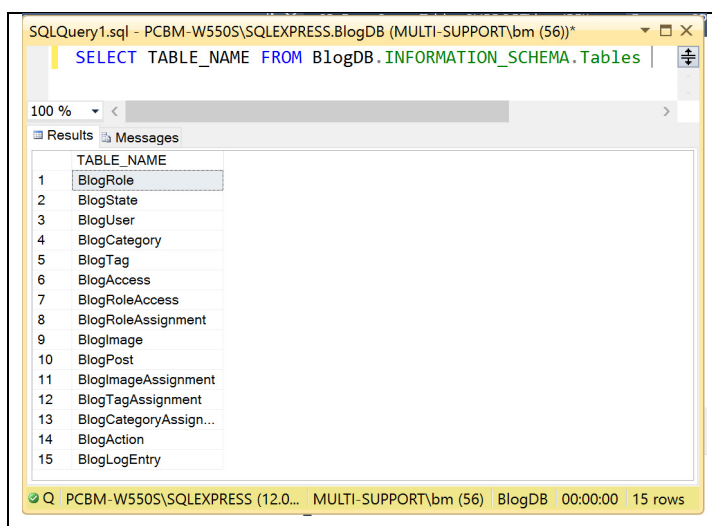 SQLQuery1.sql - PCBM-W550S\SQLEXPRESS.BlogDB (MULTI-SUPPORT\bm (56))*
SELECT TABLE_NAME FROM BlogDB.INFORMATION_SCHEMA.Tables
100 %
Results Messages
TABLE_NAME
1 BlogRole
2 BlogState
3 BlogUser
4 BlogCategory
5 BlogTag
6 BlogAccess
7 BlogRoleAccess
8 BlogRoleAssignment
9 BlogImage
10 BlogPost
11 BlogImageAssignment
12 BlogTagAssignment
13 BlogCategoryAssign...
14 BlogAction
15 BlogLogEntry
Q PCBM-W550S\SQLEXPRESS (12.0... MULTI-SUPPORT\bm (56) BlogDB 00:00:00 15 rows